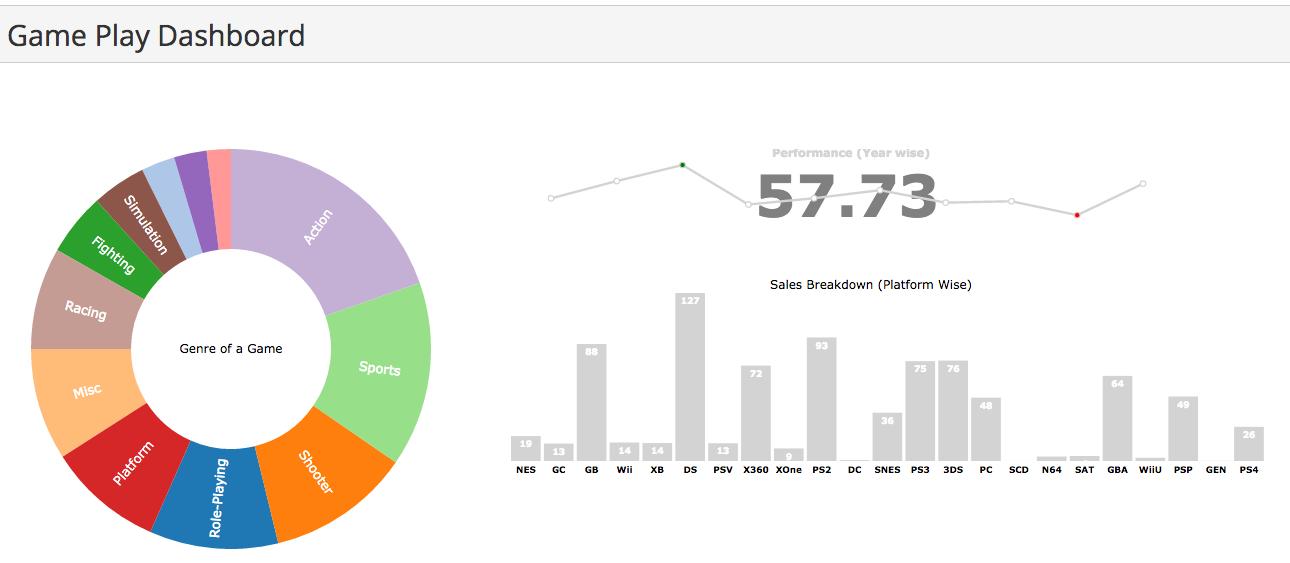 Game Play Dashboard
Action
Sports
Shooter
Role-Playing
Platform
Misc
Racing
Fighting
Simulation
Genre of a Game
Performance (Year wise)
57.73
Sales Breakdown (Platform Wise)
19 13 88 14 14 127 13 72 9 93 36 75 76 48 64 49 26
NES GC GB Wii XB DS PSV X360 XOne PS2 DC SNES PS3 3DS PC SCD N64 SAT GBA WiiU PSP GEN PS4